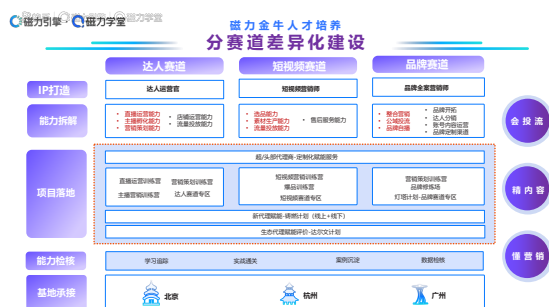 磁力引擎 · 磁力学堂
磁力学堂
磁力金牛人才培养
分赛道差异化建设
达人赛道
短视频赛道
品牌赛道
IP打造
达人运营官
短视频营销师
品牌全案营销师
能力拆解
• 直播运营能力
• 主播孵化能力
• 营销策划能力
• 店铺运营能力
• 流量投放能力
• 选品能力
• 素材生产能力
• 流量投放能力
• 售后服务能力
• 整合营销
• 公域投流
• 品牌自播
• 品牌开拓
• 达人分销
• 账号内容运营
• 品牌定制渠道
会投流
项目落地
超/头部代理商-定制化赋能服务
直播运营训练营
营销策划训练营
主播营销训练营
达人赛道专区
短视频营销训练营
爆品训练营
短视频赛道专区
营销策划训练营
品牌修炼场
灯塔计划-品牌赛道专区
新代理赋能-磅燃计划（线上+线下）
生态代理赋能评价-达尔文计划
精内容
能力检核
学习追踪
实战通关
案例沉淀
数据检核
懂营销
基地承接
北京
杭州
广州